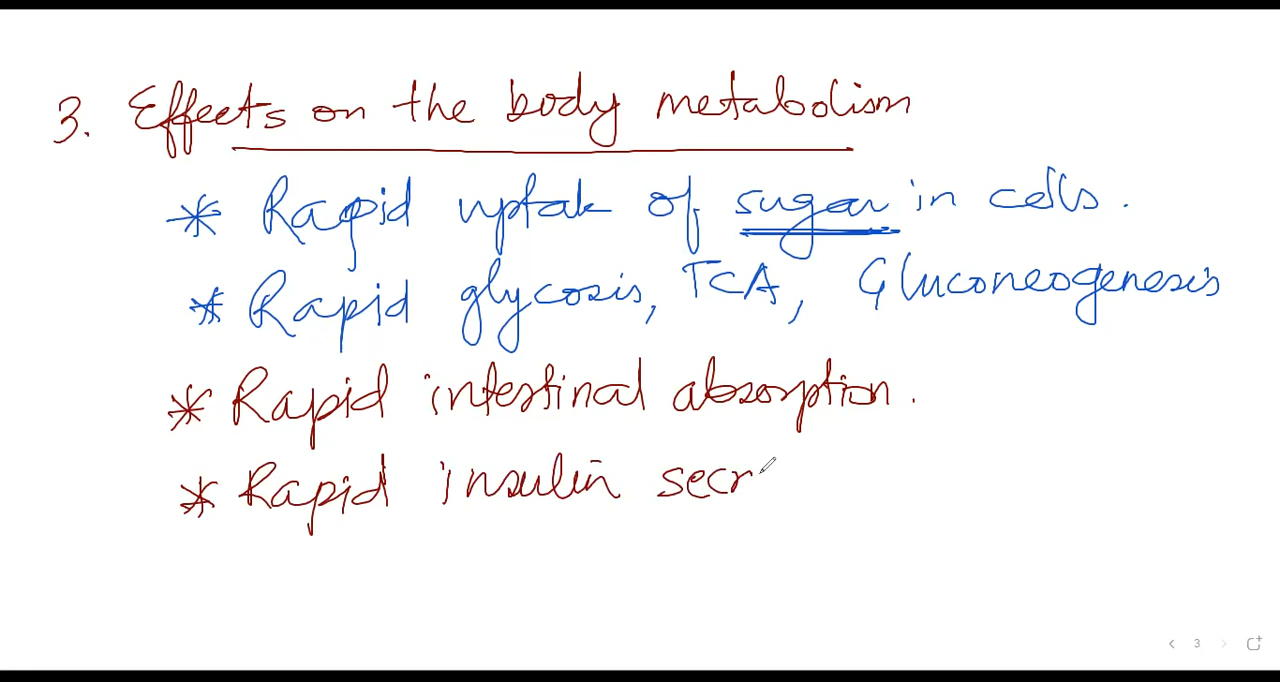 3. Effects on the body metabolism
* Rapid uptak of sugar in cells.
* Rapid glycosis, TCA, Gluconeogenesis
* Rapid intestinal absorption.
* Rapid insulin secr
3